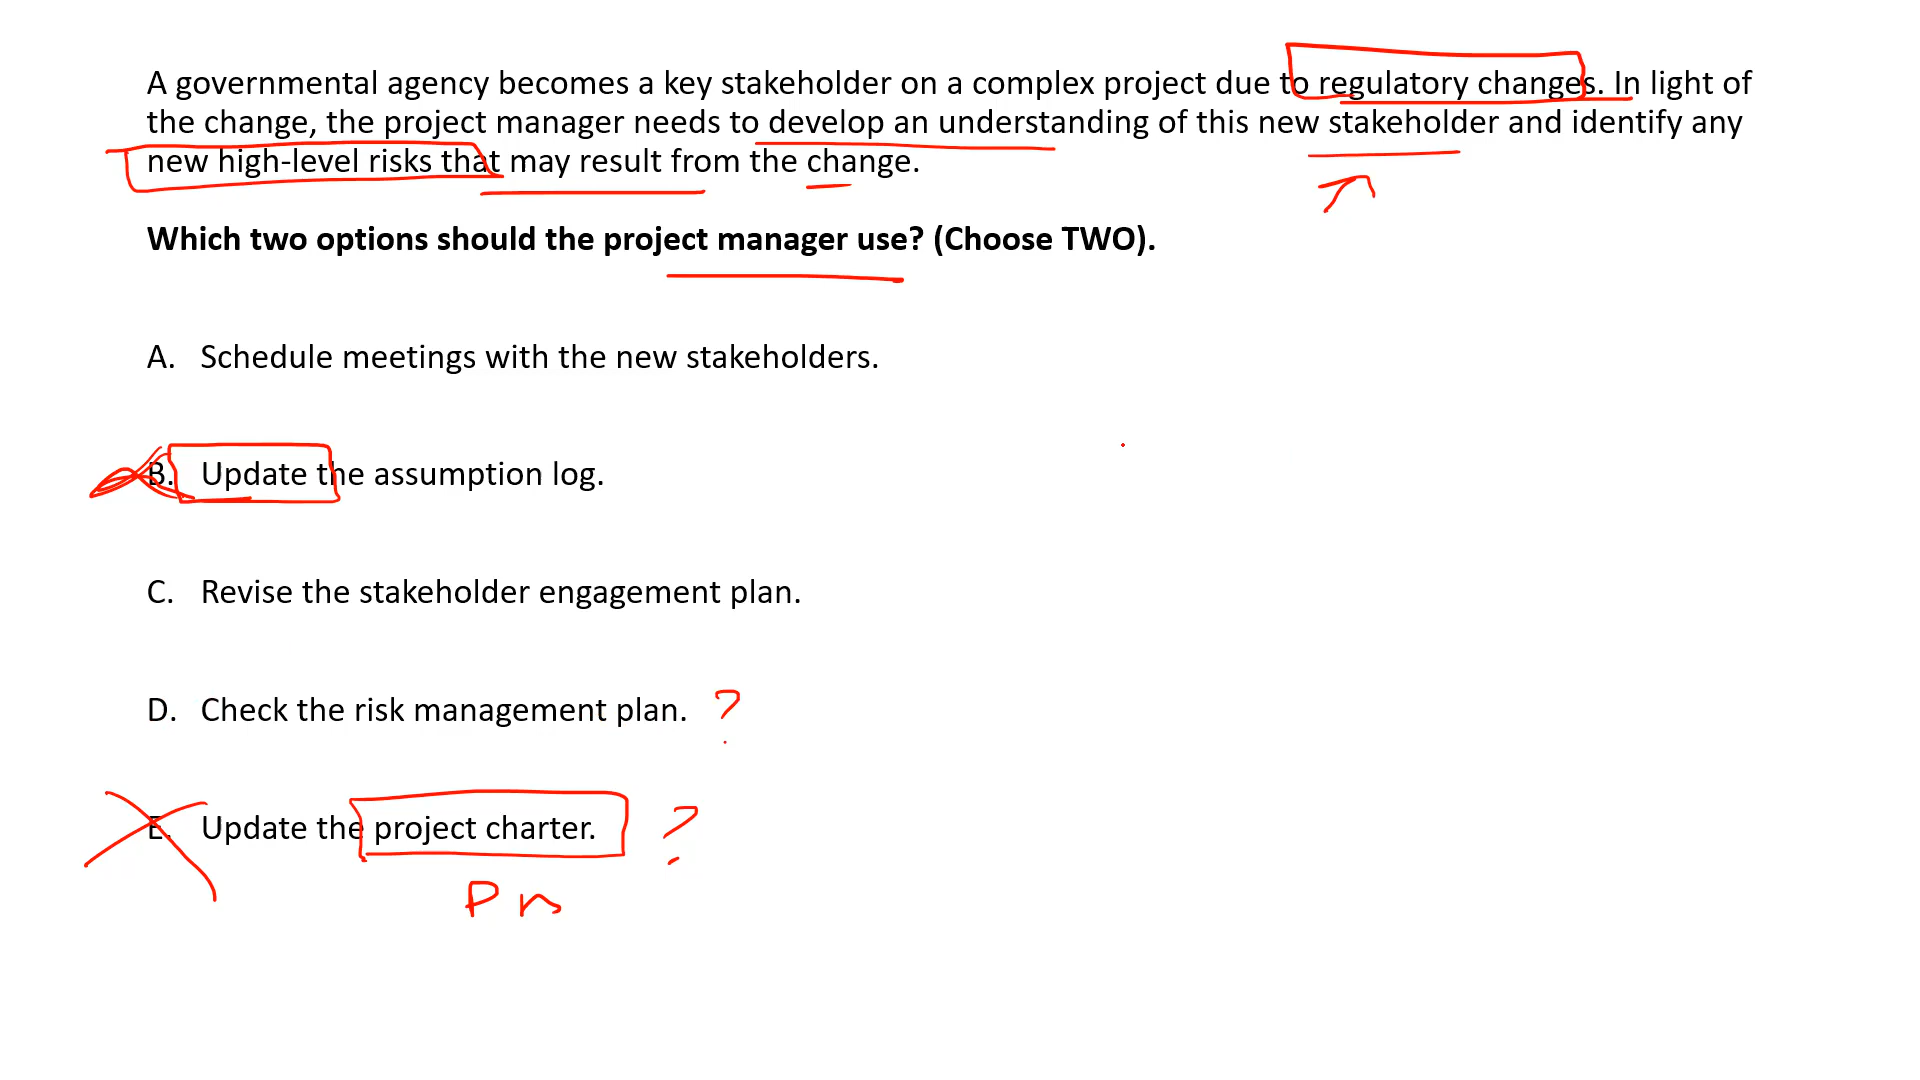 A governmental agency becomes a key stakeholder on a complex project due to regulatory changes. In light of
the change, the project manager needs to develop an understanding of this new stakeholder and identify any
new high-level risks that may result from the change.
Which two options should the project manager use? (Choose TWO).
A. Schedule meetings with the new stakeholders.
B. Update the assumption log.
C. Revise the stakeholder engagement plan.
D. Check the risk management plan. ?
E. Update the project charter. ?